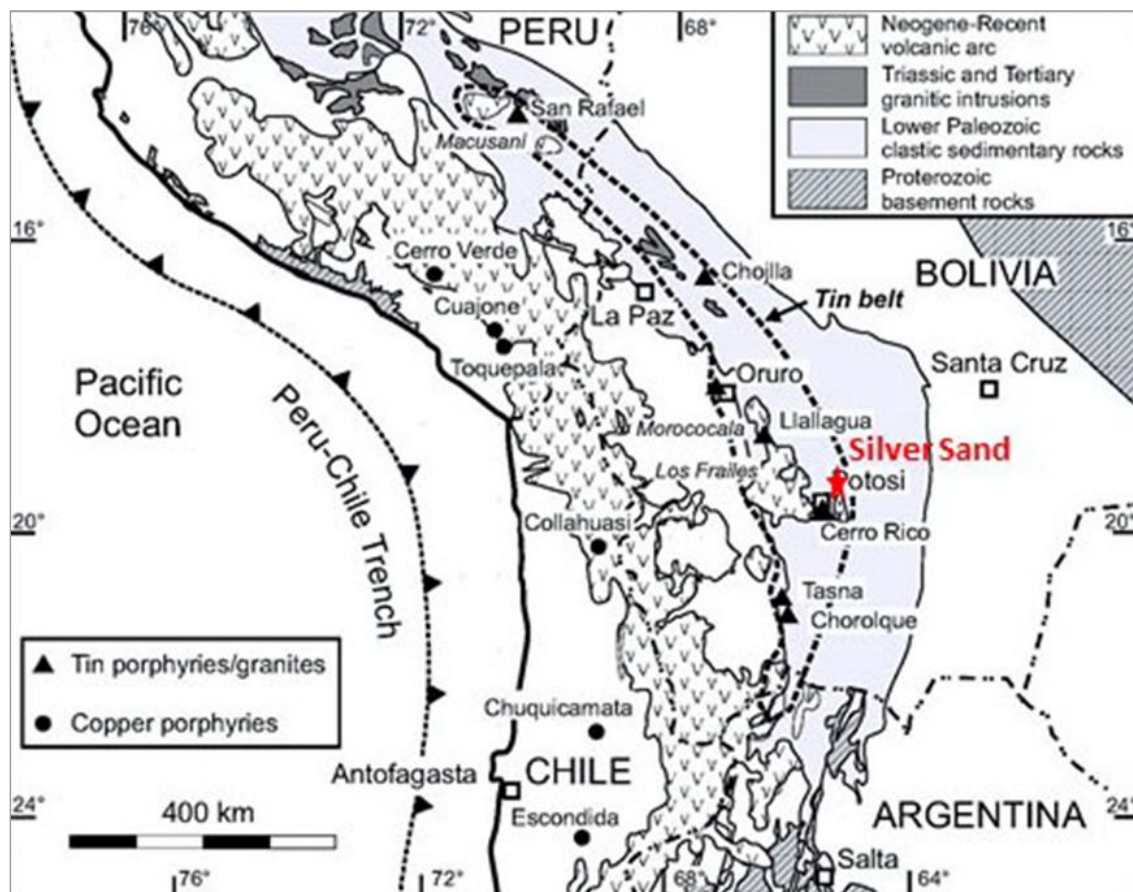 76°
72°
PERU
68°
Neogene-Recent
volcanic arc
Triassic and Tertiary
granitic intrusions
Lower Paleozoic
clastic sedimentary rocks
Proterozoic
basement rocks
San Rafael
Macusani
16°
16°
Cerro Verde
Chojlla
BOLIVIA
Cuajone
La Paz
Tin belt
Toquepala
Pacific
Ocean
Oruro
Santa Cruz
Peru-Chile Trench
Morococala
Llallagua
Silver Sand
Los Frailes
Potosi
20°
20°
Collahuasi
Cerro Rico
Tasna
Chorolque
Tin porphyries/granites
Copper porphyries
Chuquicamata
Antofagasta
CHILE
24°
24°
400 km
Escondida
ARGENTINA
Salta
76°
72°
68°
64°